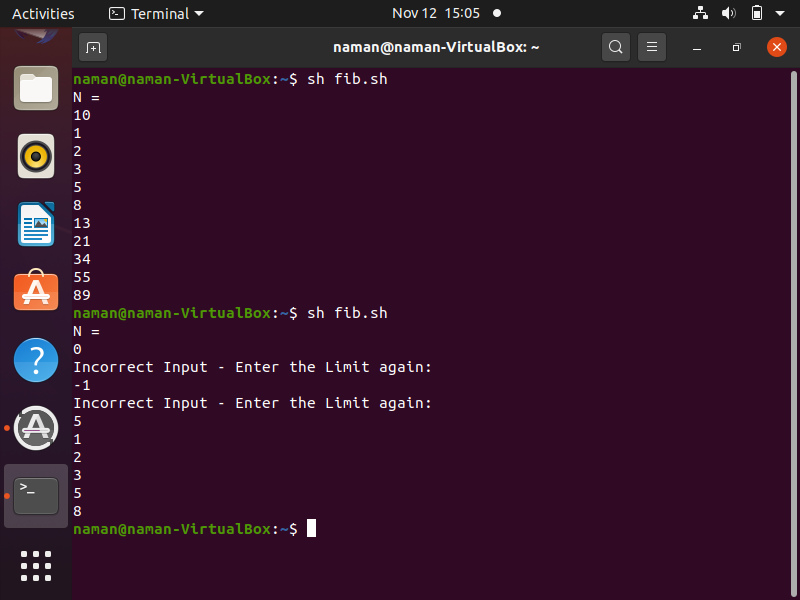 Activities Terminal Nov 12 15:05
naman@naman-VirtualBox: ~
naman@naman-VirtualBox:~$ sh fib.sh
N =
10
1
2
3
5
8
13
21
34
55
89
naman@naman-VirtualBox:~$ sh fib.sh
N =
0
Incorrect Input - Enter the Limit again:
-1
Incorrect Input - Enter the Limit again:
5
1
2
3
5
8
naman@naman-VirtualBox:~$